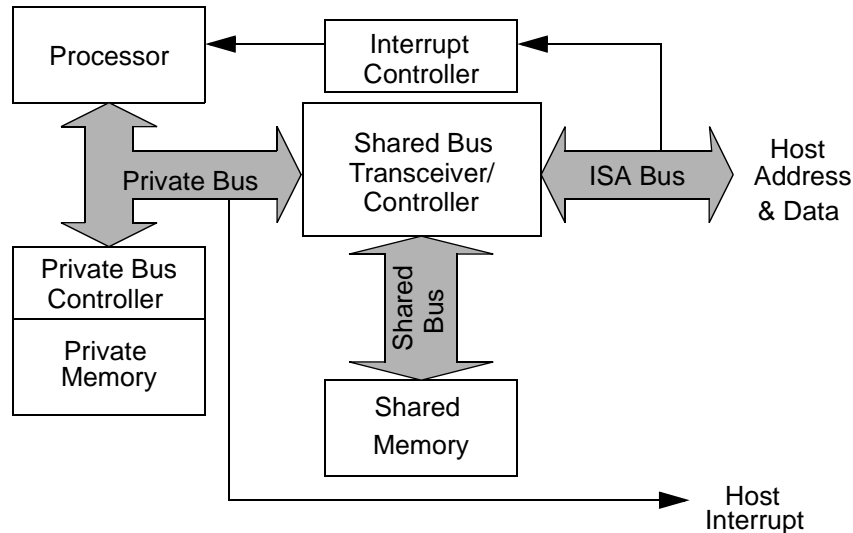 Processor
Interrupt
Controller
Shared Bus
Transceiver/
Controller
Private Bus
ISA Bus
Host
Address
& Data
Private Bus
Controller
Private
Memory
Shared
Bus
Shared
Memory
Host
Interrupt